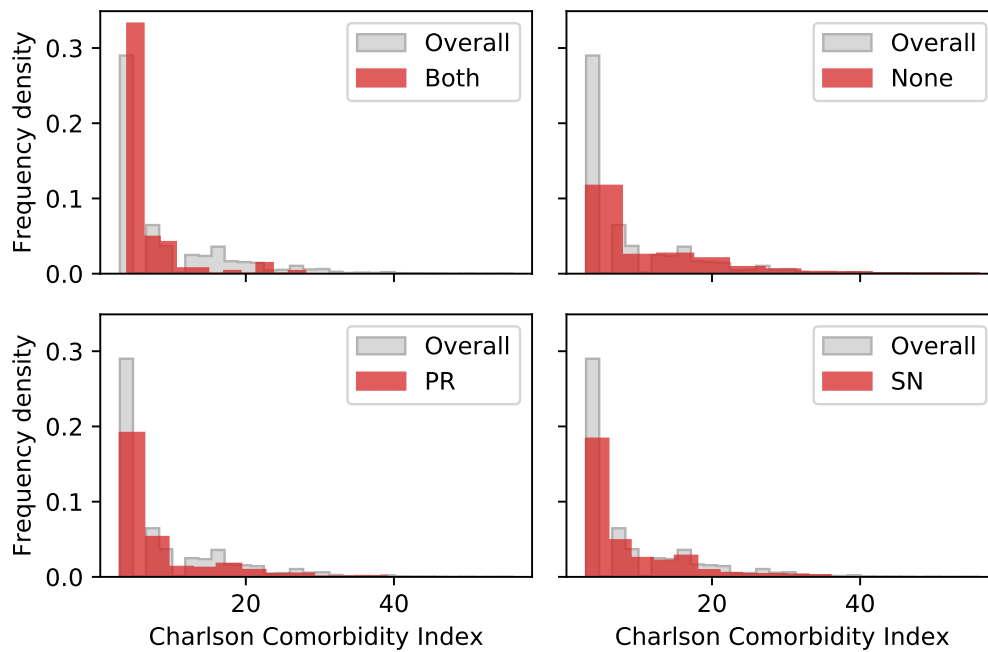 Frequency density
0.3
0.2
0.1
0.0
Overall
Both
Overall
None
Frequency density
0.3
0.2
0.1
0.0
Overall
PR
Overall
SN
20
40
20
40
Charlson Comorbidity Index
Charlson Comorbidity Index